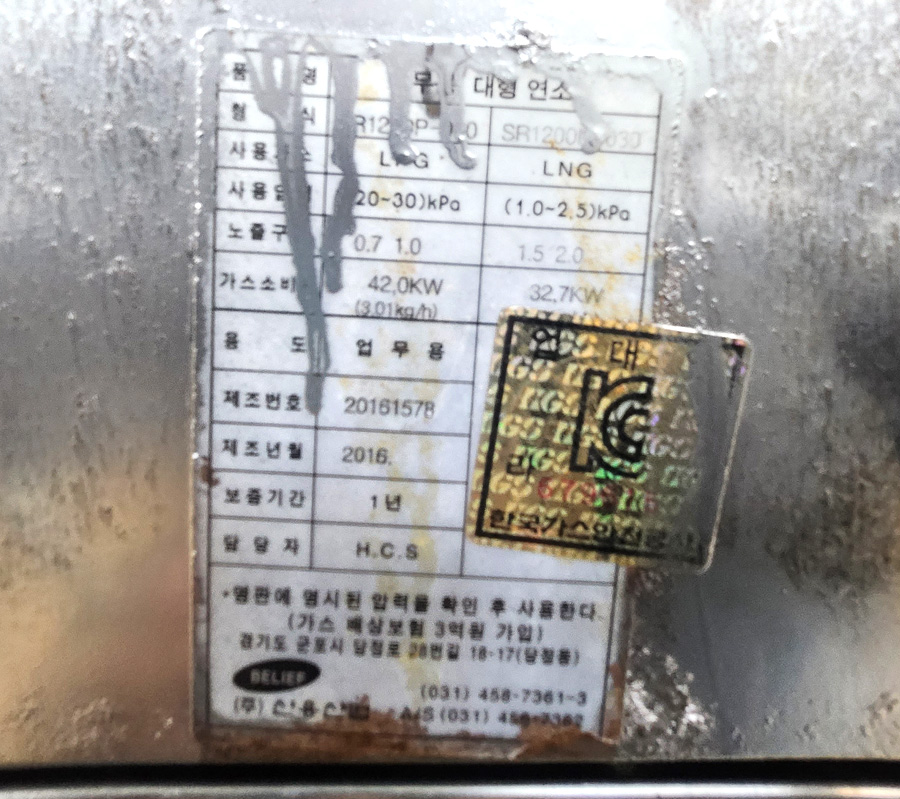 품 명 대형 연소
형 식
사용 LNG
사용 20~30)kPa (1.0~2.5)kPa
노즐구 0.7 1.0 1.5 2.0
가스소비 42,0KW 32,7KW
(3.01kg/h)
용 도 업 무 용
제조번호 20161578
제조년월 2016.
보증기간 1년
담당자 H.C.S
대
KC
한국가스안전공사
*명판에 명시된 압력을 확인 후 사용한다.
(가스 배상보험 3억원 가입)
경기도 군포시 당정로 28번길 18-17(당정동)
BELIEF
(031) 458-7361-3
(주) A/S (031) 458-7362